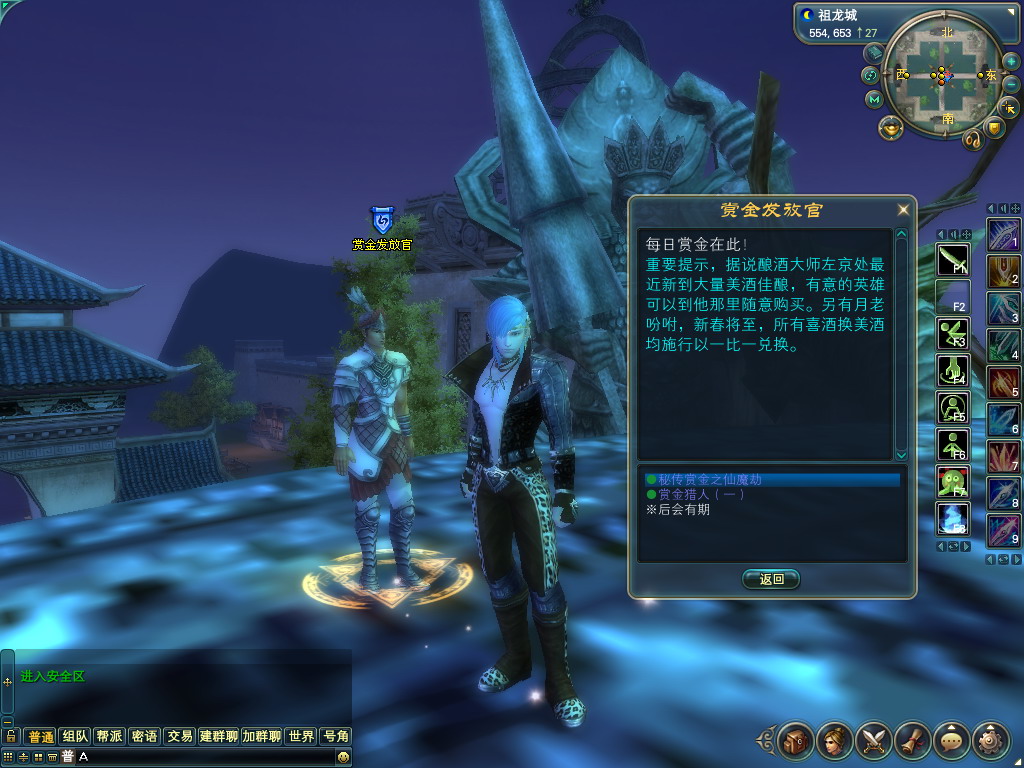 祖龙城
554, 653 ↑27
北
西
东
南
M
赏金发放官
赏金发放官
每日赏金在此！
重要提示，据说酿酒大师左京处最
近新到大量美酒佳酿，有意的英雄
可以到他那里随意购买。另有月老
吩咐，新春将至，所有喜酒换美酒
均施行以一比一兑换。
秘传赏金之仙魔劫
赏金猎人（一）
※后会有期
返回
F1
F2
F3
F4
F5
F6
F7
F8
1
2
3
4
5
6
7
8
9
进入安全区
普通 组队 帮派 密语 交易 建群聊 加群聊 世界 号角
普 A